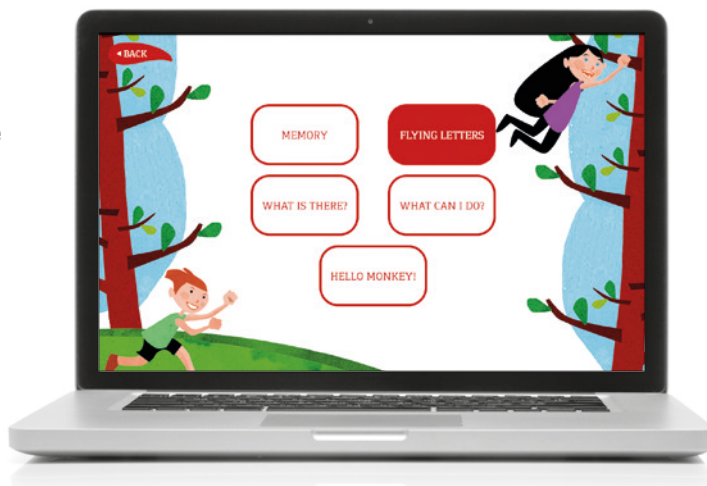 BACK
MEMORY
FLYING LETTERS
WHAT IS THERE?
WHAT CAN I DO?
HELLO MONKEY!